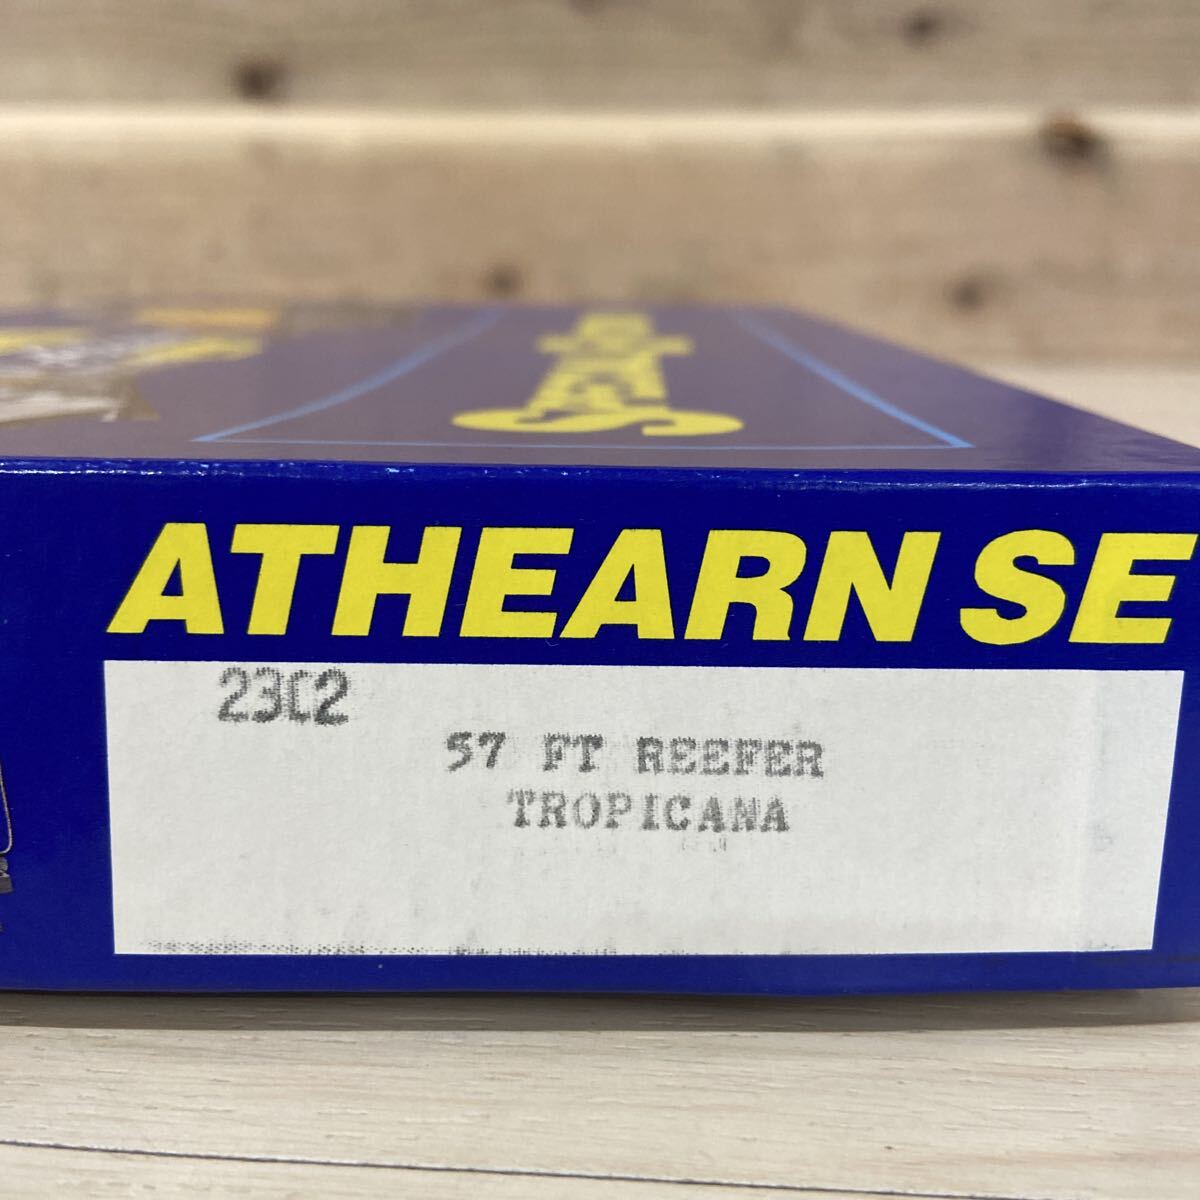 ATHEARN SE
2302
57 FT REEFER
TROPICANA